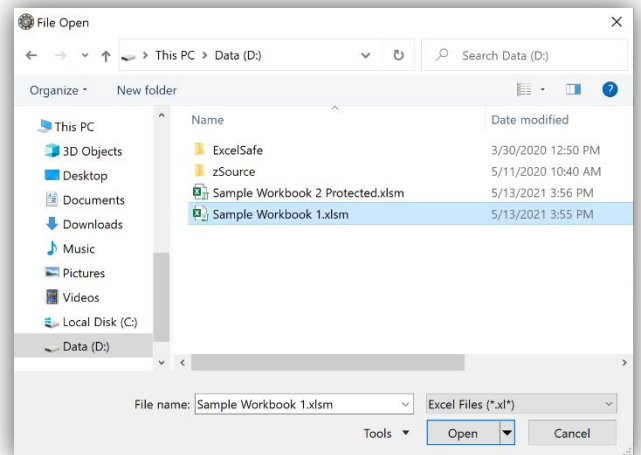 File Open
This PC > Data (D:)
Search Data (D:)
Organize
New folder
Name
Date modified
This PC
3D Objects
Desktop
Documents
Downloads
Music
Pictures
Videos
Local Disk (C:)
Data (D:)
ExcelSafe 3/30/2020 12:50 PM
zSource 5/11/2020 10:40 AM
Sample Workbook 2 Protected.xlsm 5/13/2021 3:56 PM
Sample Workbook 1.xlsm 5/13/2021 3:55 PM
File name: Sample Workbook 1.xlsm
Excel Files (*.xl*)
Tools
Open
Cancel